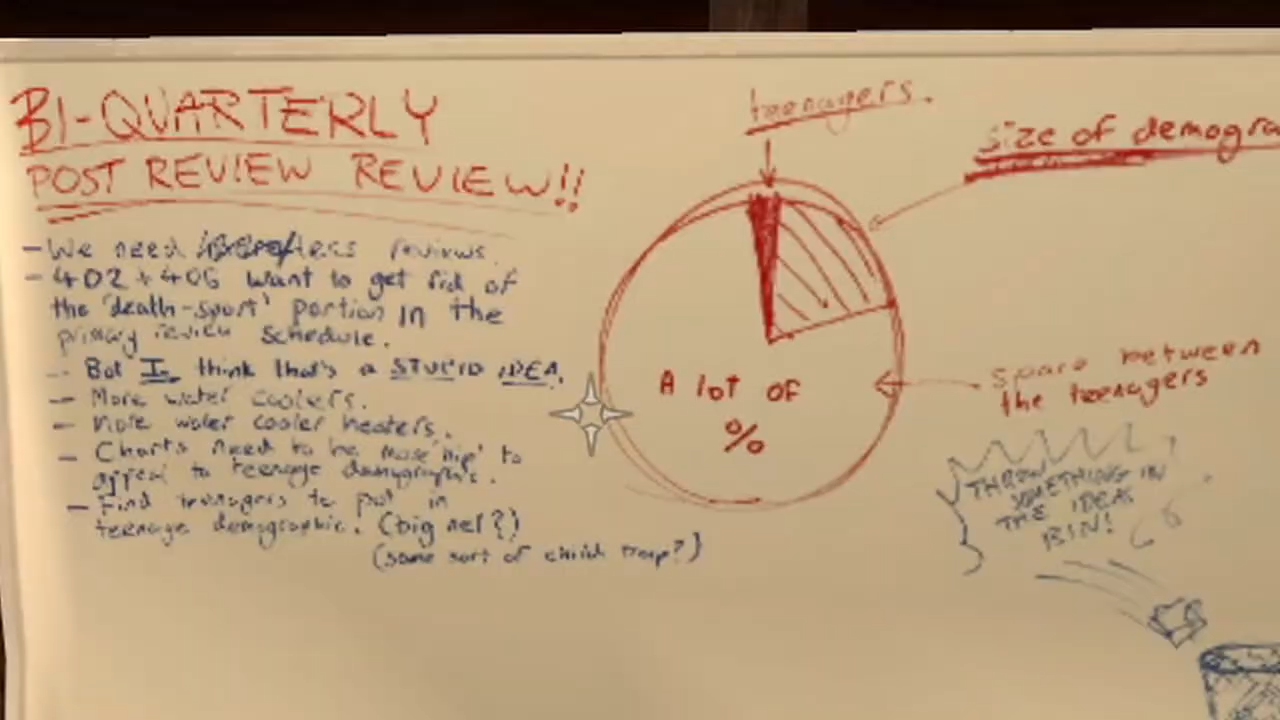 BI-QUARTERLY
POST REVIEW REVIEW!!
- We need less reviews.
- 402 + 406 want to get rid of
the 'death-sport' portion in the
primary review schedule.
- But I think that's a STUPID IDEA.
- More water coolers.
- More water cooler heaters.
- Charts need to be more 'hip' to
appeal to teenage demographic.
- Find teenagers to put in
teenage demographic. (big net?)
(some sort of child trap?)
teenagers.
size of demogra
A lot of
%
space between
the teenagers
THROW
SOMETHING IN
THE IDEA
BIN!